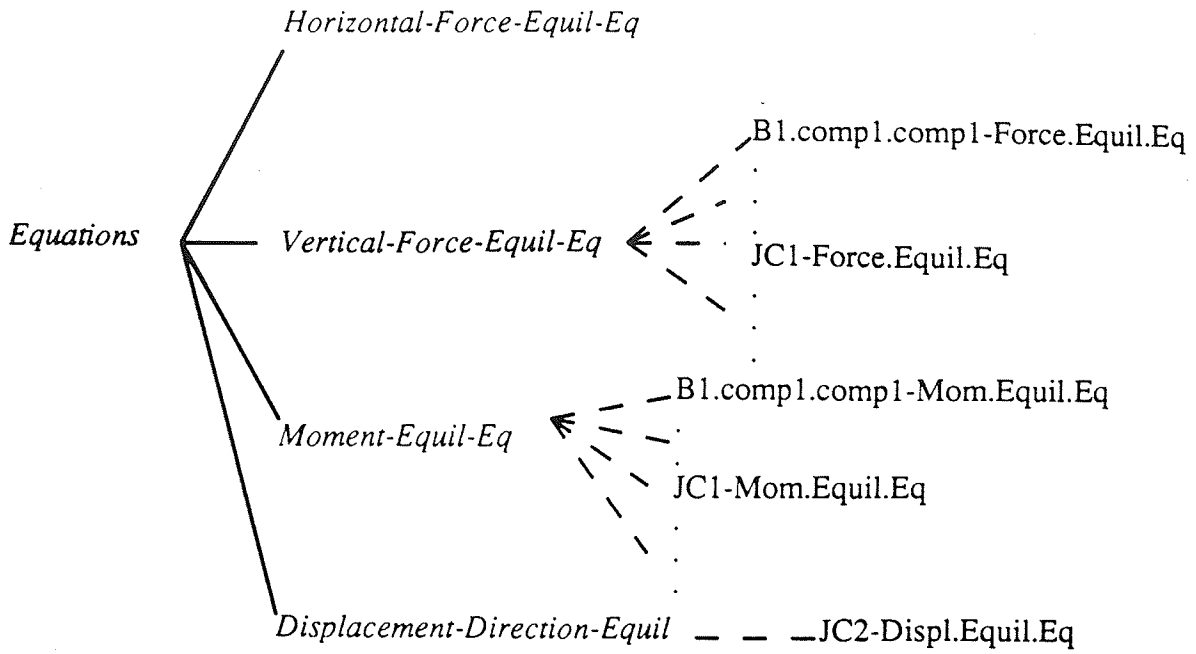 Horizontal-Force-Equil-Eq
B1.comp1.comp1-Force.Equil.Eq
Equations
Vertical-Force-Equil-Eq
JC1-Force.Equil.Eq
B1.comp1.comp1-Mom.Equil.Eq
Moment-Equil-Eq
JC1-Mom.Equil.Eq
Displacement-Direction-Equil
JC2-Displ.Equil.Eq